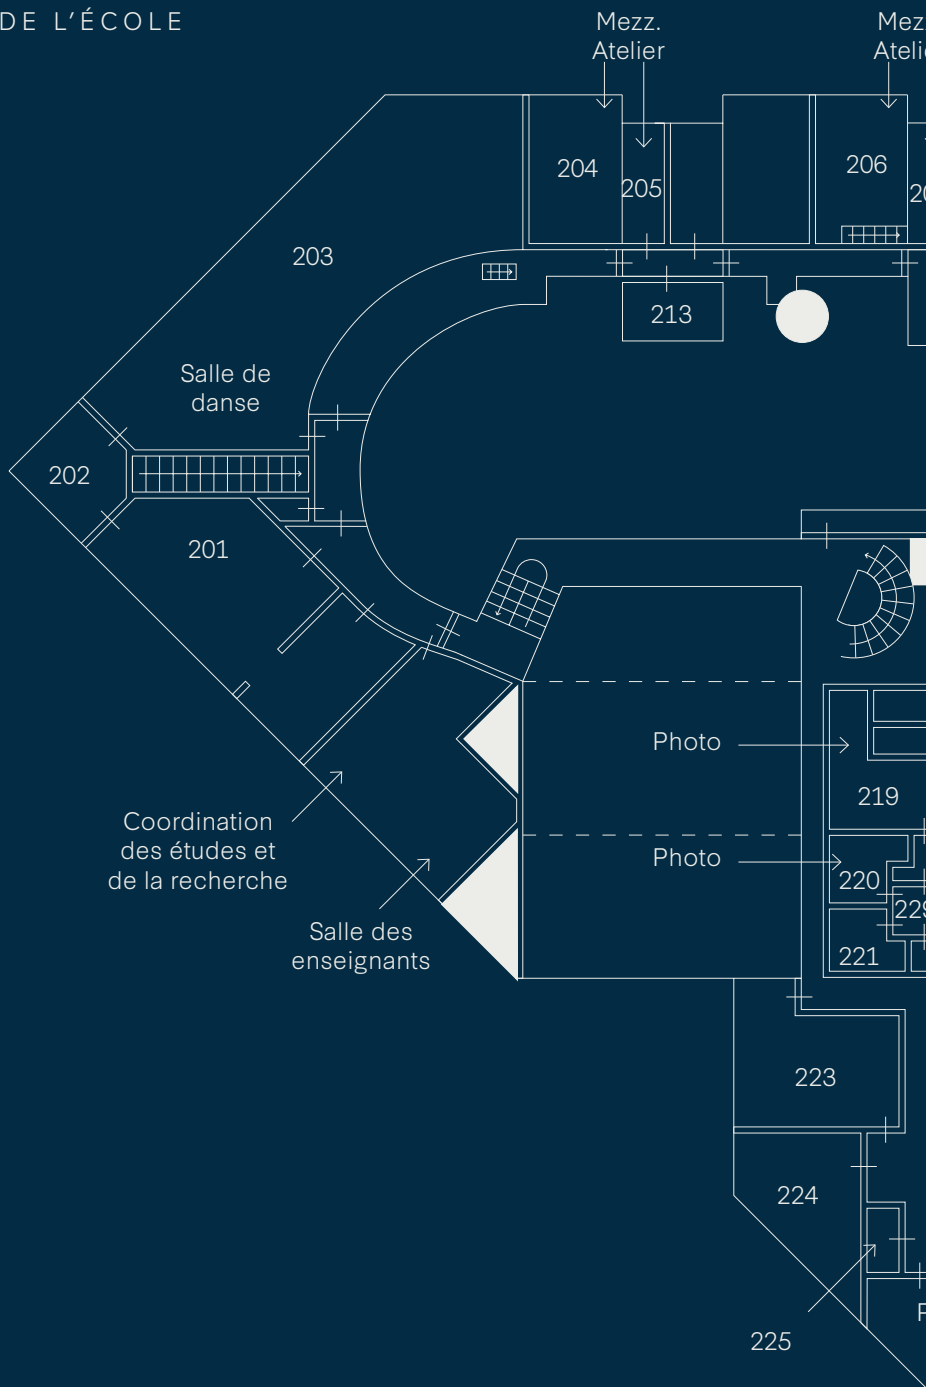 DE L'ÉCOLE
Mezz.
Atelier
204
205
206
203
213
Salle de
danse
202
201
Photo
219
Coordination
des études et
de la recherche
Photo
220
221
Salle des
enseignants
223
224
225